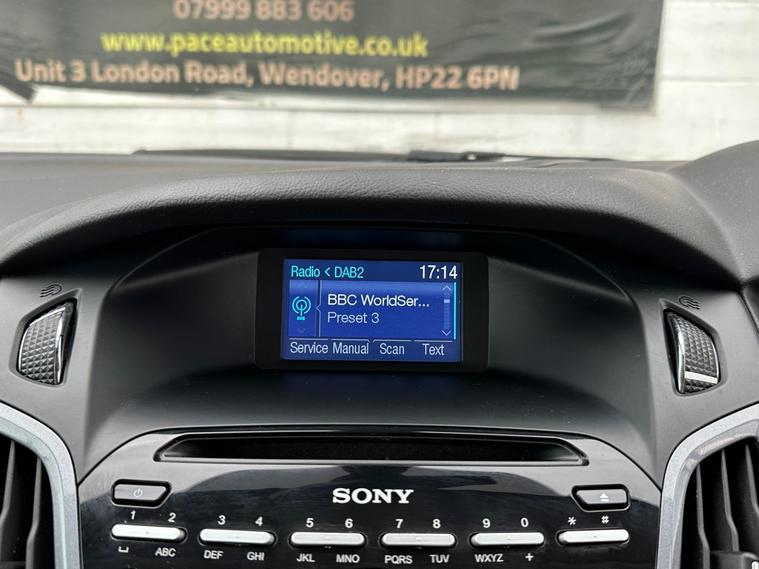 07999 883 606
www.paceautomotive.co.uk
Unit 3 London Road, Wendover, HP22 6PN
Radio < DAB2 17:14
BBC WorldSer...
DAB
Preset 3
Service Manual Scan Text
SONY
1 2 3 4 5 6 7 8 9 0 * #
ABC DEF GHI JKL MNO PQRS TUV WXYZ +